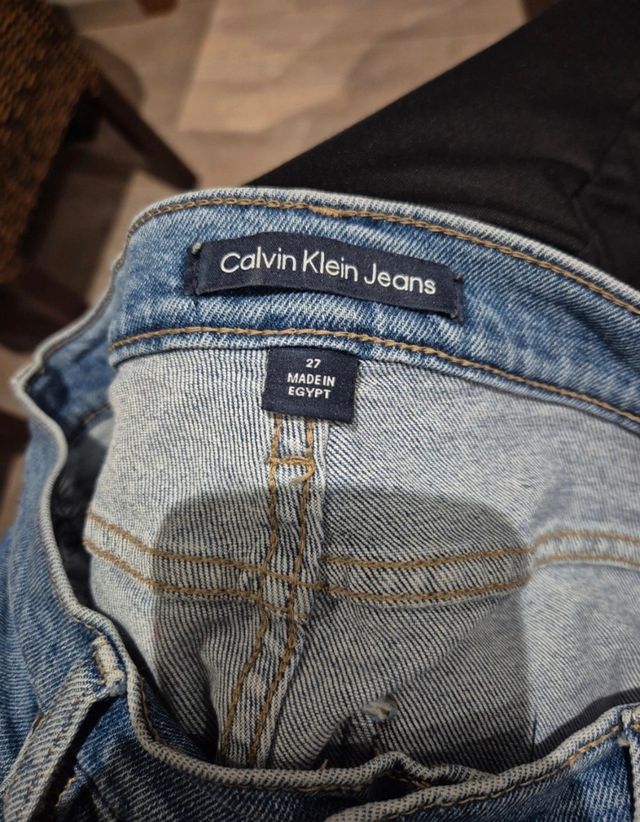 Calvin Klein Jeans
27
MADE IN
EGYPT